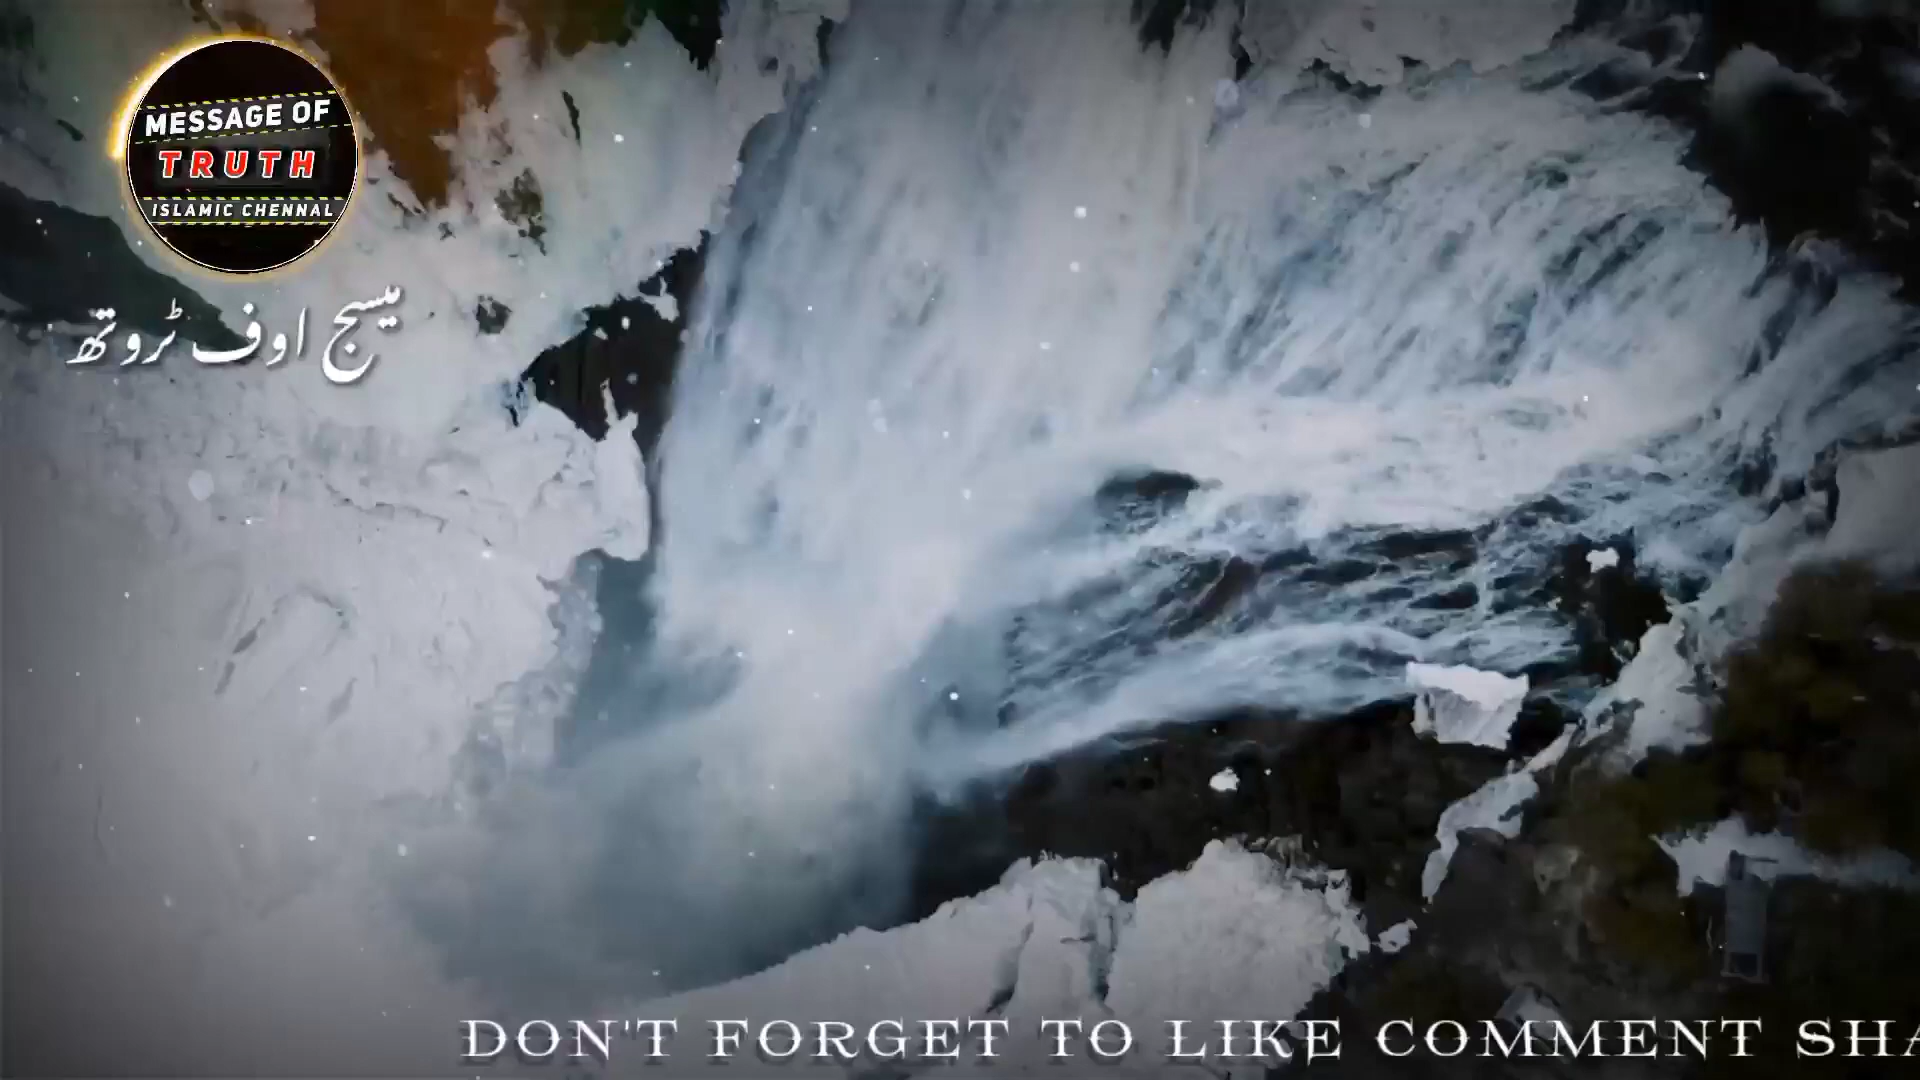 MESSAGE OF
TRUTH
ISLAMIC CHENNAL
میسج اوف ٹروتھ
DON'T FORGET TO LIKE COMMENT SHA